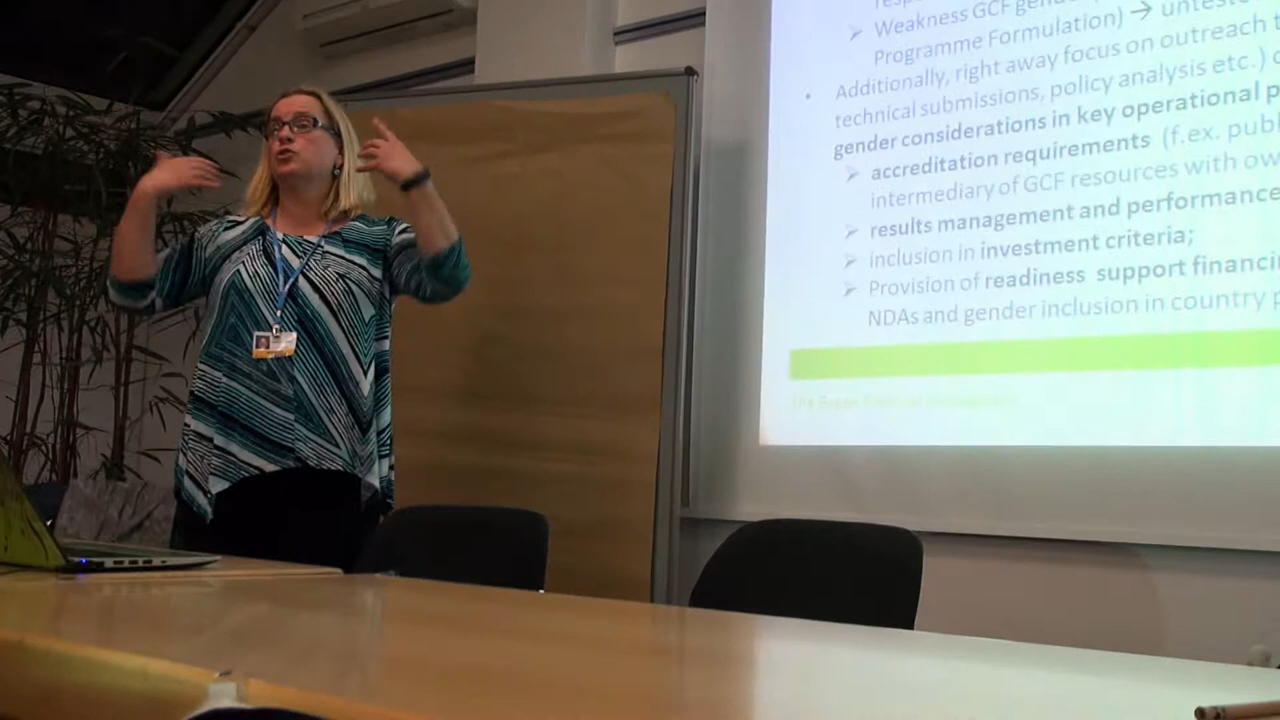 Weakness GCF gende
Programme Formulation) → unteste
Additionally, right away focus on outreach t
technical submissions, policy analysis etc.) o
gender considerations in key operational p
accreditation requirements (f.ex. publ
intermediary of GCF resources with ow
results management and performance
inclusion in investment criteria;
Provision of readiness support financin
NDAs and gender inclusion in country p